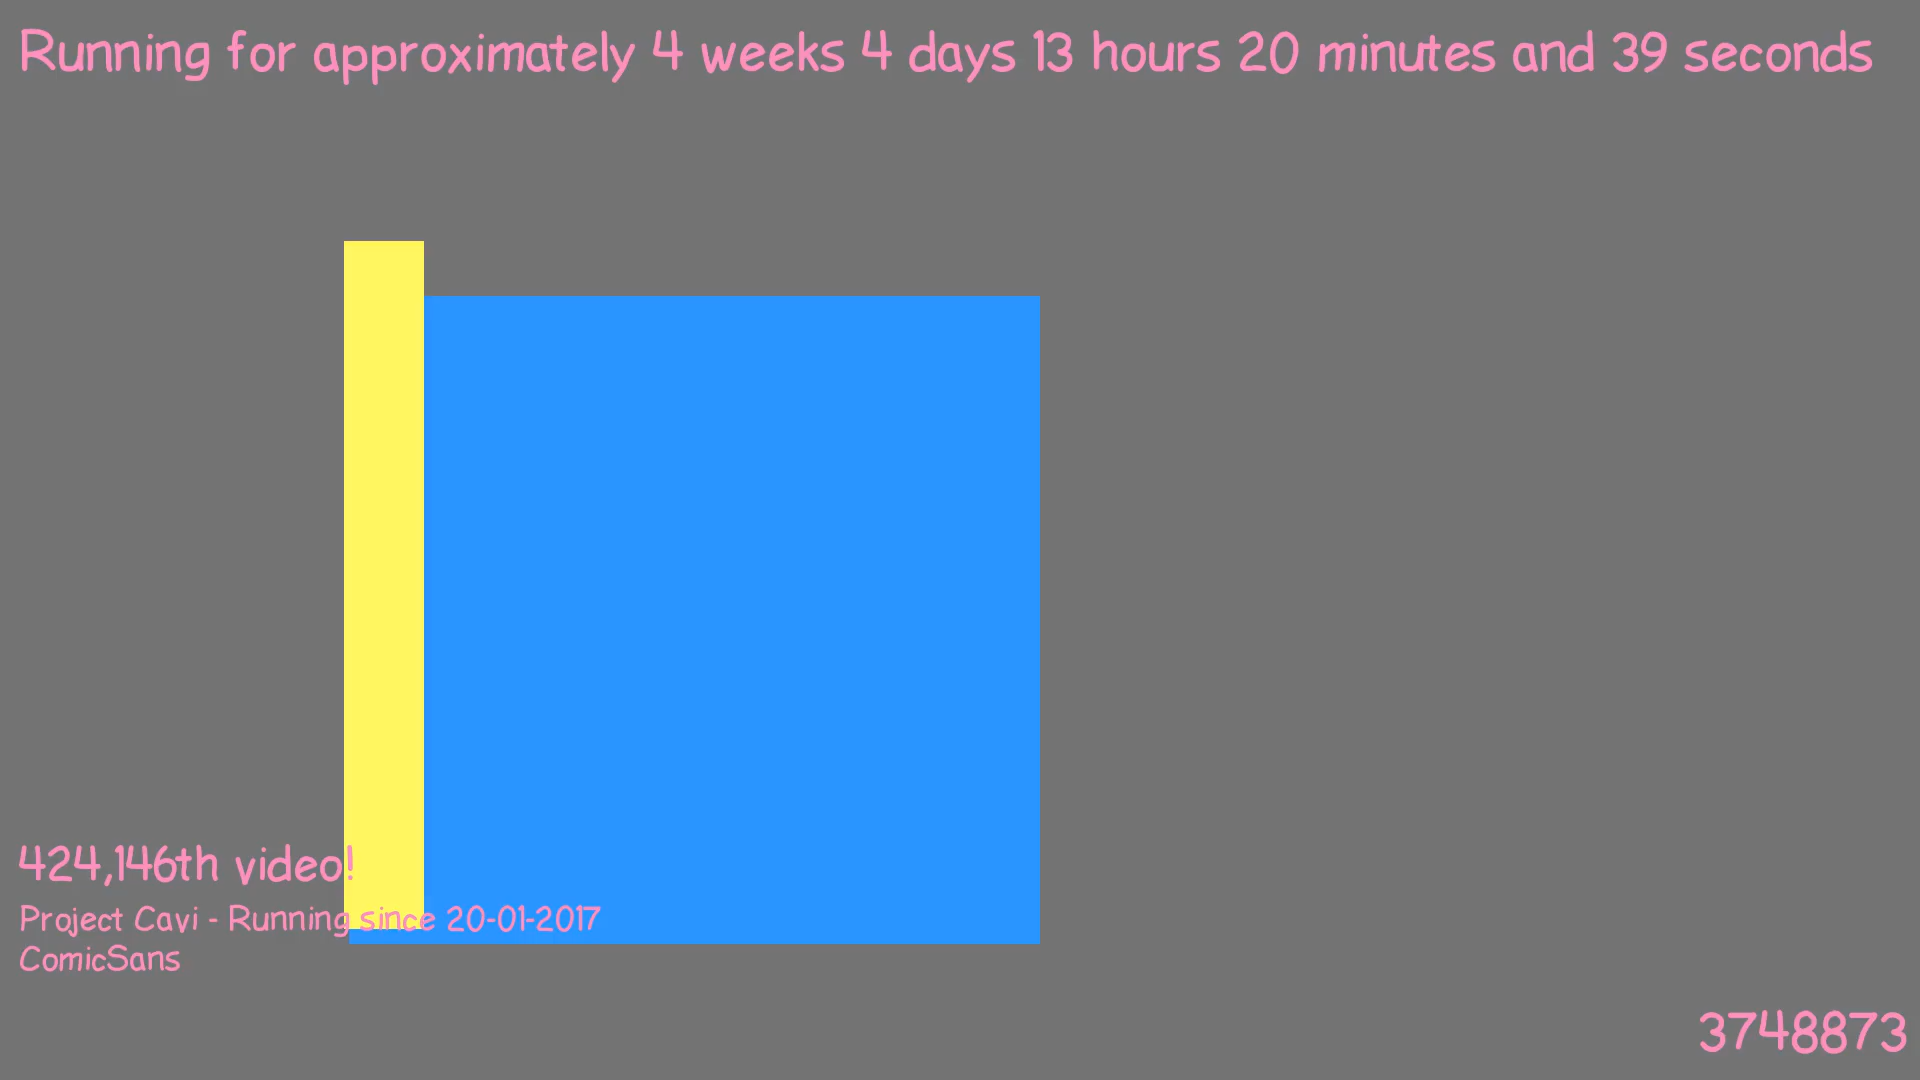 Running for approximately 4 weeks 4 days 13 hours 20 minutes and 39 seconds
424,146th video!
Project Cavi - Running since 20-01-2017
ComicSans
3748873